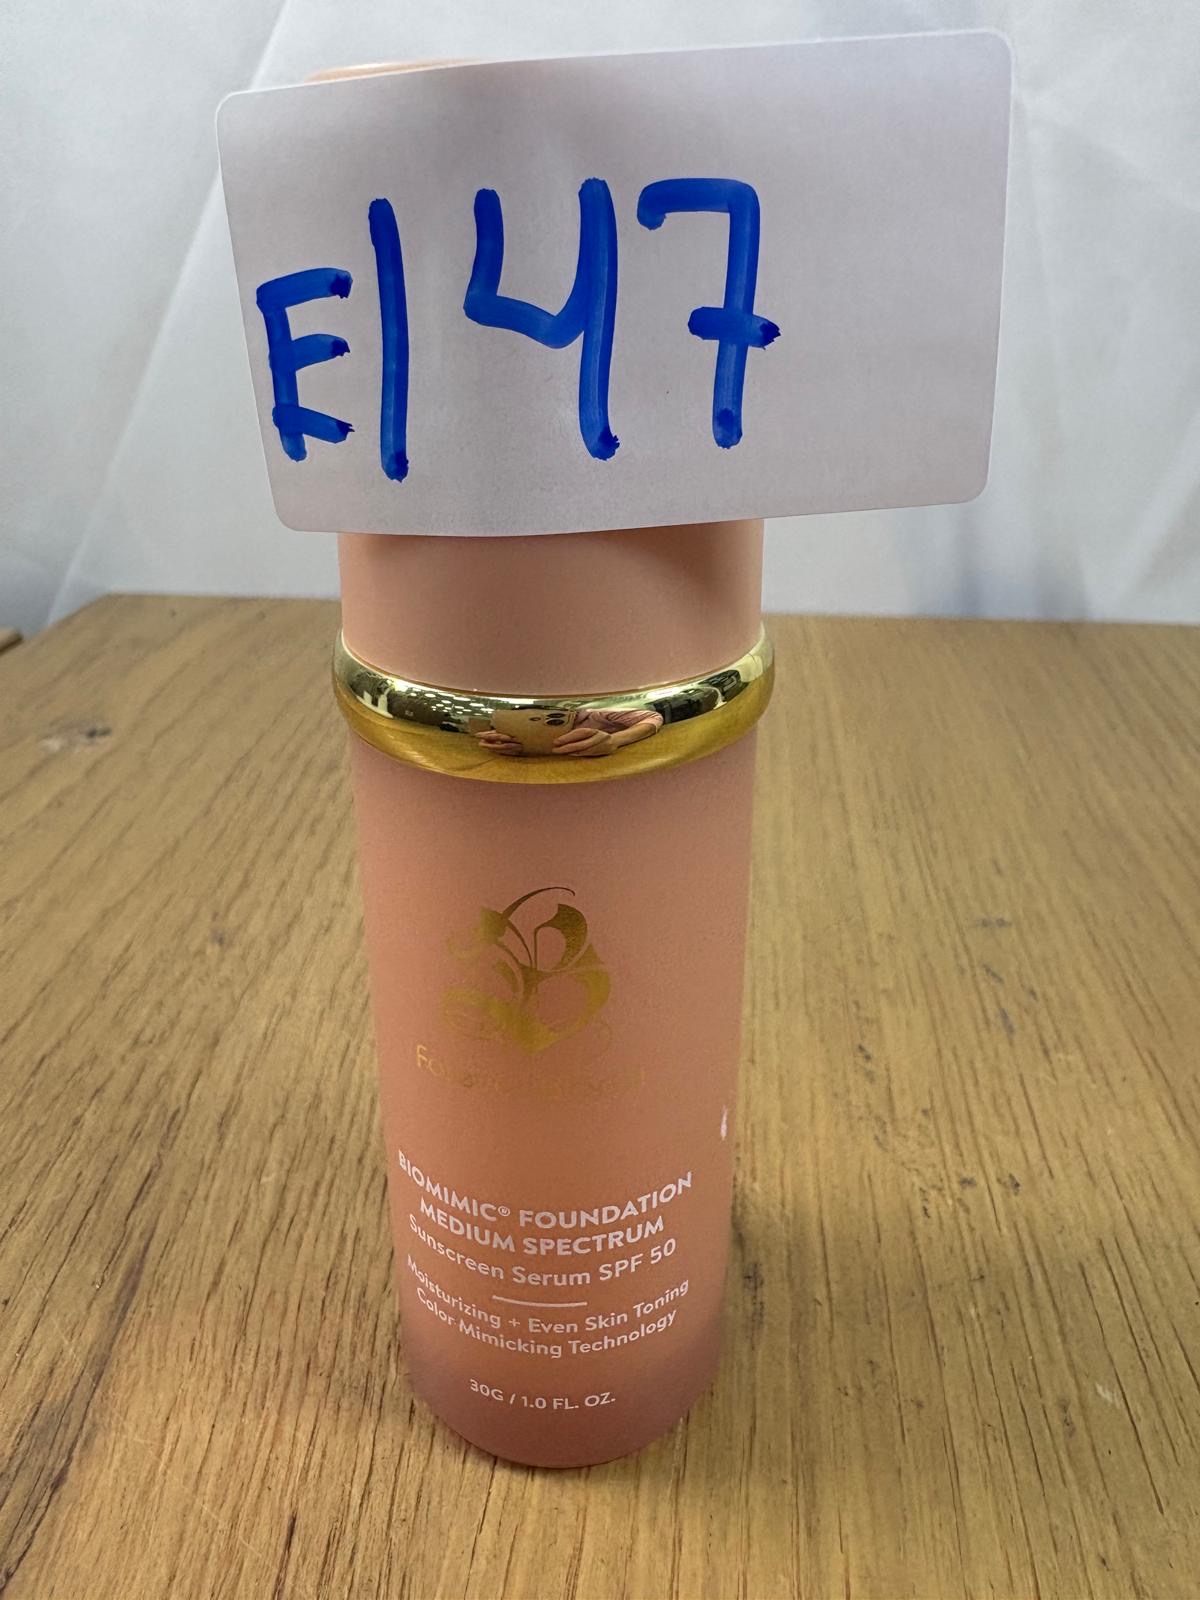 E147
BIOMIMIC® FOUNDATION
MEDIUM SPECTRUM
Sunscreen Serum SPF 50
Moisturizing + Even Skin Toning
Color Mimicking Technology
30G / 1.0 FL. OZ.